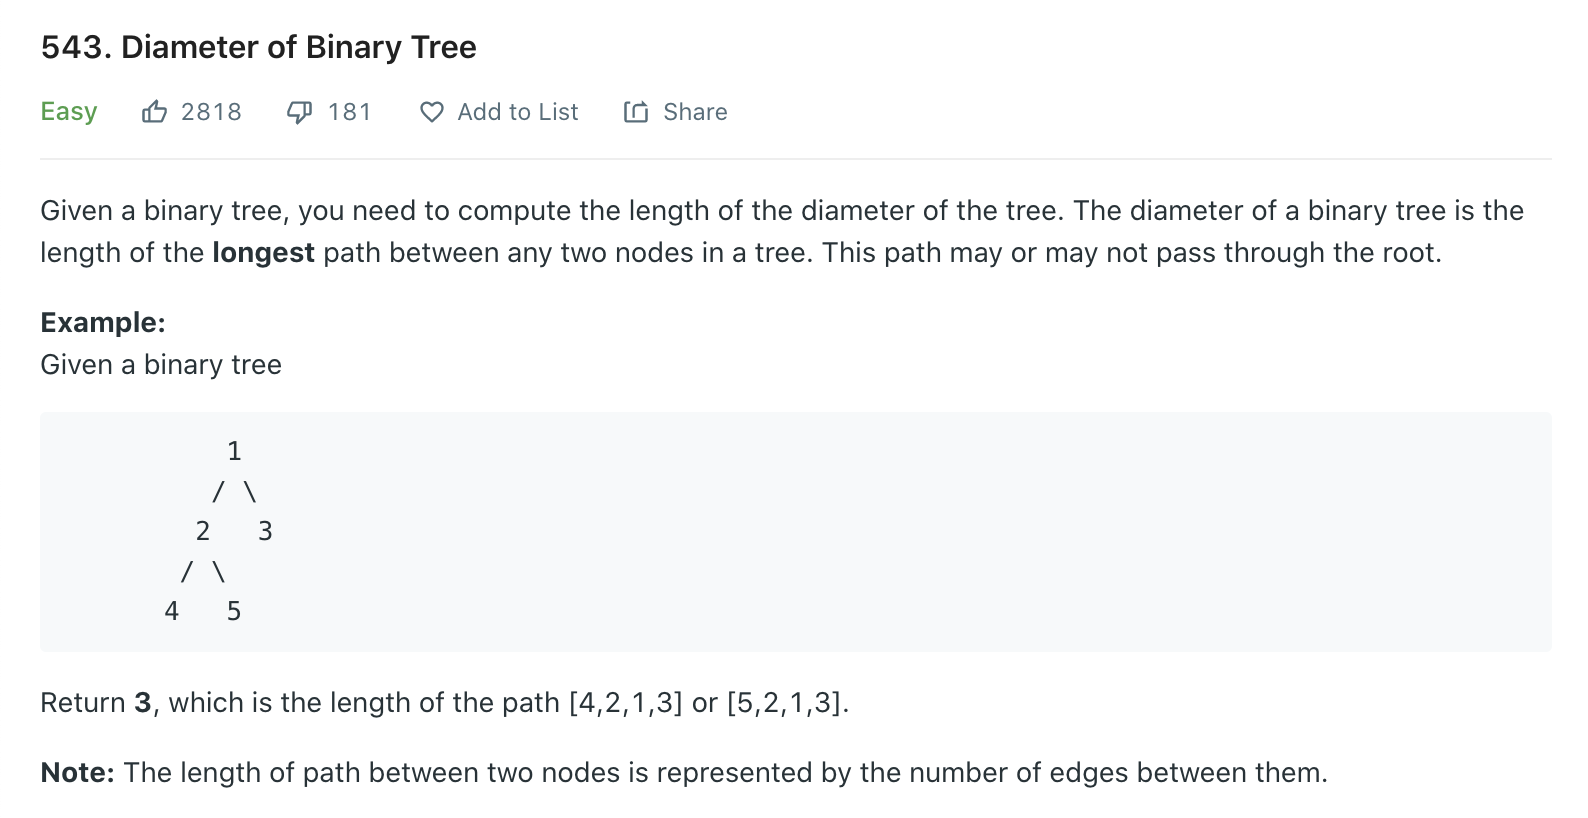 543. Diameter of Binary Tree
Easy 2818 181 Add to List Share
Given a binary tree, you need to compute the length of the diameter of the tree. The diameter of a binary tree is the
length of the longest path between any two nodes in a tree. This path may or may not pass through the root.
Example:
Given a binary tree
1
/ \
2 3
/ \
4 5
Return 3, which is the length of the path [4,2,1,3] or [5,2,1,3].
Note: The length of path between two nodes is represented by the number of edges between them.